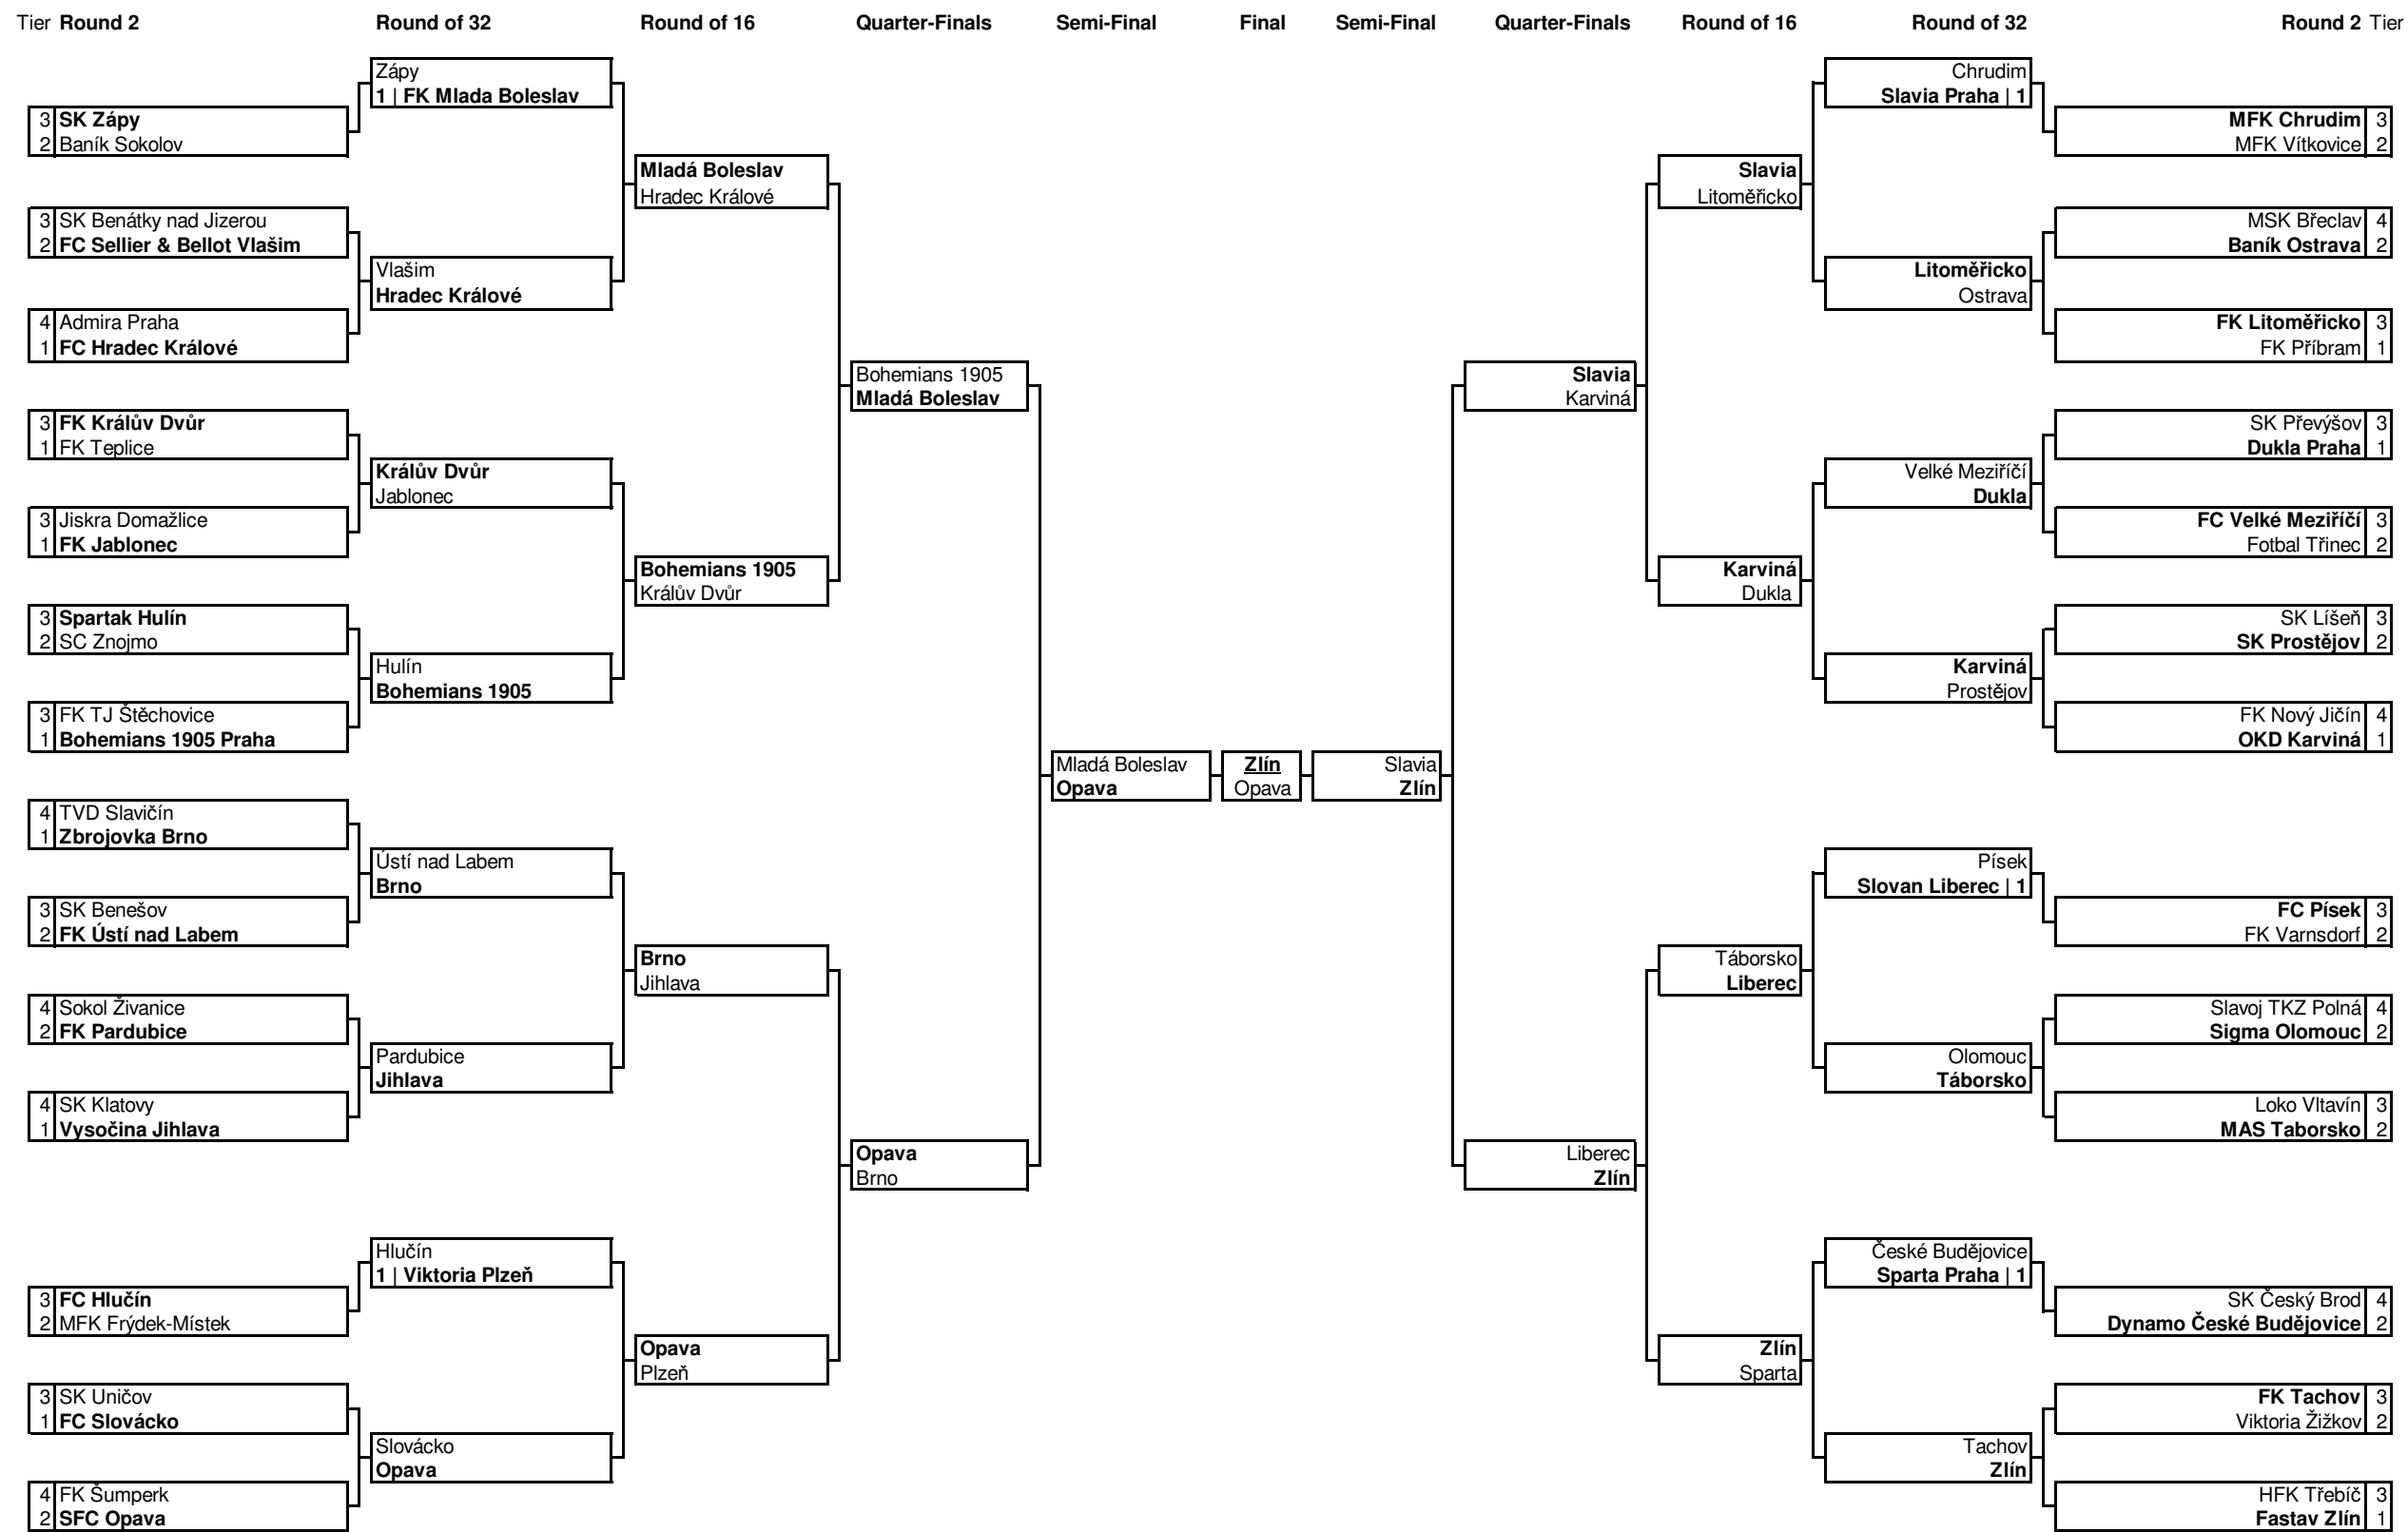 Tier Round 2 Round of 32 Round of 16 Quarter-Finals Semi-Final Final Semi-Final Quarter-Finals Round of 16 Round of 32 Round 2 Tier
3 SK Zápy
2 Baník Sokolov
3 SK Benátky nad Jizerou
2 FC Sellier & Bellot Vlašim
4 Admira Praha
1 FC Hradec Králové
3 FK Králův Dvůr
1 FK Teplice
3 Jiskra Domažlice
1 FK Jablonec
3 Spartak Hulín
2 SC Znojmo
3 FK TJ Štěchovice
1 Bohemians 1905 Praha
4 TVD Slavičín
1 Zbrojovka Brno
3 SK Benešov
2 FK Ústí nad Labem
4 Sokol Živanice
2 FK Pardubice
4 SK Klatovy
1 Vysočina Jihlava
3 FC Hlučín
2 MFK Frýdek-Místek
3 SK Uničov
1 FC Slovácko
4 FK Šumperk
2 SFC Opava
Zápy
1 | FK Mlada Boleslav
Vlašim
Hradec Králové
Králův Dvůr
Jablonec
Hulín
Bohemians 1905
Ústí nad Labem
Brno
Pardubice
Jihlava
Hlučín
1 | Viktoria Plzeň
Slovácko
Opava
Mladá Boleslav
Hradec Králové
Bohemians 1905
Králův Dvůr
Brno
Jihlava
Opava
Plzeň
Bohemians 1905
Mladá Boleslav
Opava
Brno
Mladá Boleslav
Opava
Zlín
Opava
Slavia
Zlín
Slavia
Karviná
Liberec
Zlín
Slavia
Litoměřicko
Karviná
Dukla
Táborsko
Liberec
Zlín
Sparta
Chrudim
Slavia Praha | 1
Litoměřicko
Ostrava
Velké Meziříčí
Dukla
Karviná
Prostějov
Písek
Slovan Liberec | 1
Olomouc
Táborsko
České Budějovice
Sparta Praha | 1
Tachov
Zlín
MFK Chrudim 3
MFK Vítkovice 2
MSK Břeclav 4
Baník Ostrava 2
FK Litoměřicko 3
FK Příbram 1
SK Převýšov 3
Dukla Praha 1
FC Velké Meziříčí 3
Fotbal Třinec 2
SK Líšeň 3
SK Prostějov 2
FK Nový Jičín 4
OKD Karviná 1
FC Písek 3
FK Varnsdorf 2
Slavoj TKZ Polná 4
Sigma Olomouc 2
Loko Vltavín 3
MAS Taborsko 2
SK Český Brod 4
Dynamo České Budějovice 2
FK Tachov 3
Viktoria Žižkov 2
HFK Třebíč 3
Fastav Zlín 1